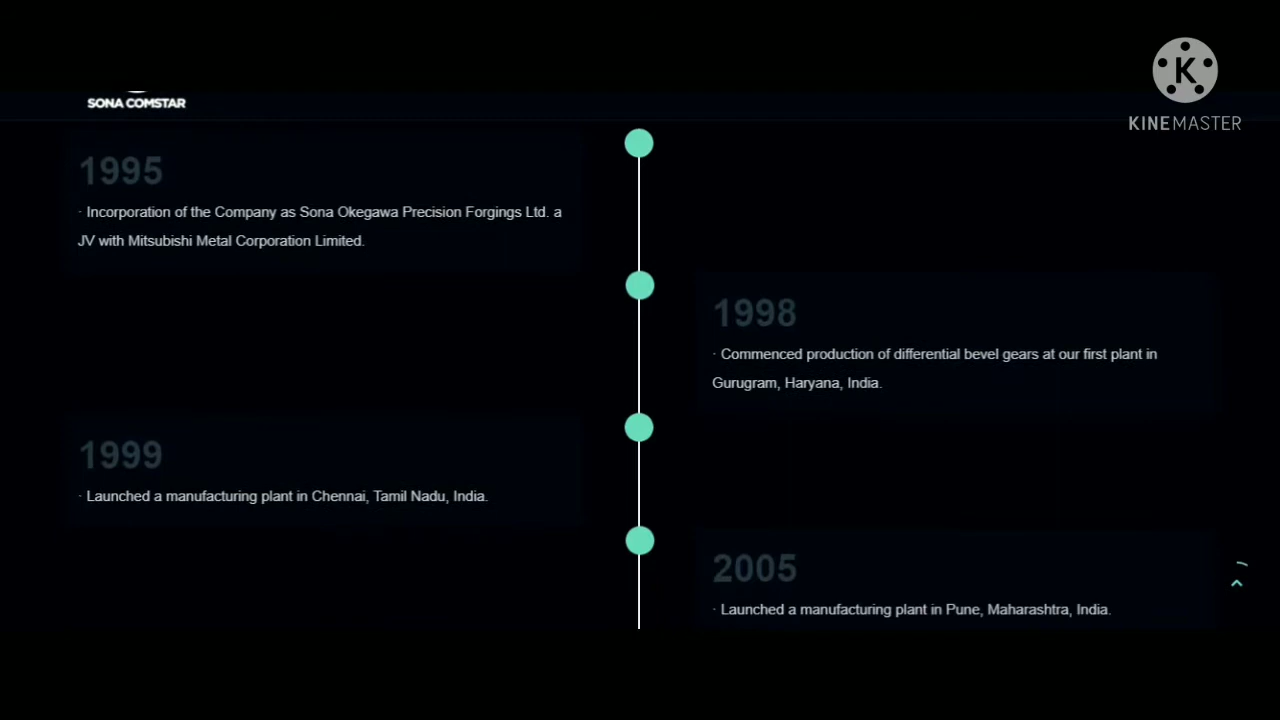 SONA COMSTAR
K
KINEMASTER
1995
· Incorporation of the Company as Sona Okegawa Precision Forgings Ltd. a
JV with Mitsubishi Metal Corporation Limited.
1998
· Commenced production of differential bevel gears at our first plant in
Gurugram, Haryana, India.
1999
· Launched a manufacturing plant in Chennai, Tamil Nadu, India.
2005
· Launched a manufacturing plant in Pune, Maharashtra, India.